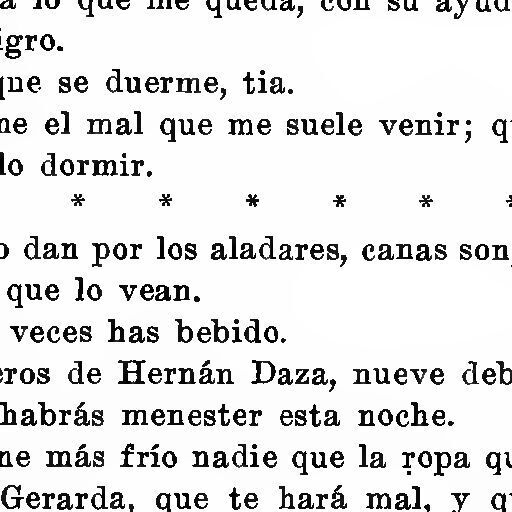 a lo que me queda, con su ayud
igro.
que se duerme, tia.
me el mal que me suele venir; q
lo dormir.
* * * * * *
o dan por los aladares, canas son,
que lo vean.
veces has bebido.
eros de Hernán Daza, nueve deb
habrás menester esta noche.
ne más frío nadie que la ropa qu
Gerarda, que te hará mal, y q